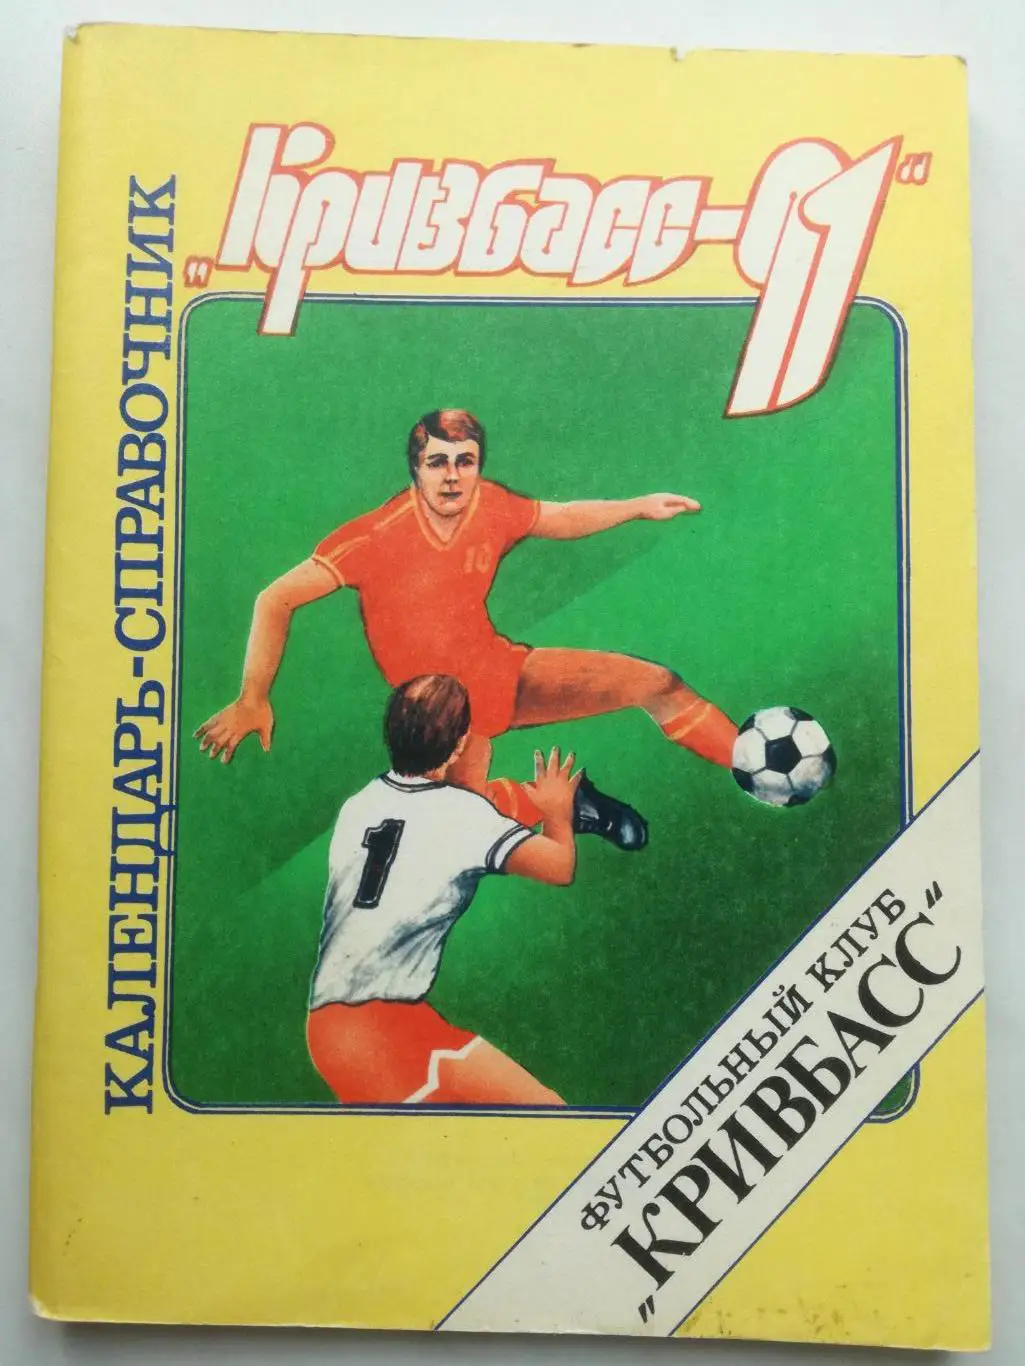 „Кривбасс-91“
КАЛЕНДАРЬ-СПРАВОЧНИК
10
1
ФУТБОЛЬНЫЙ КЛУБ
„КРИВБАСС“